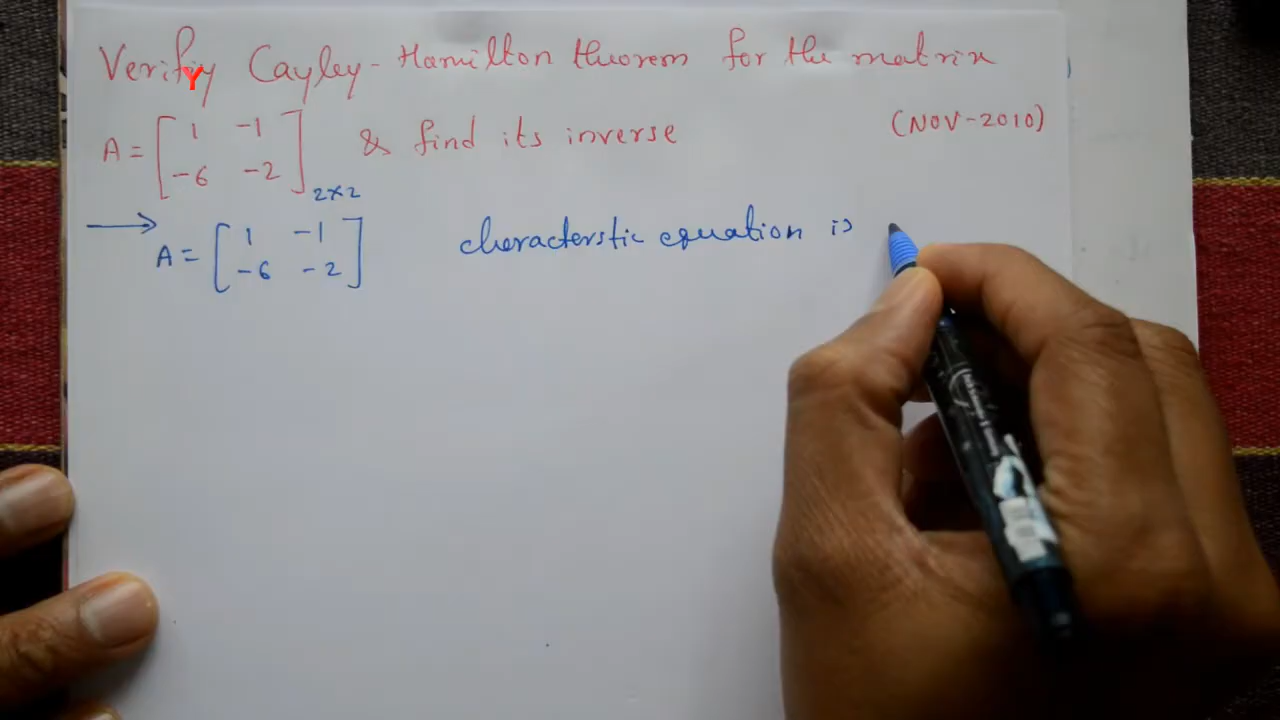 Verify Cayley-Hamilton theorem for the matrix
A = [1 -1
-6 -2]2×2 & find its inverse (NOV-2010)
A = [1 -1
-6 -2] characterstic equation is